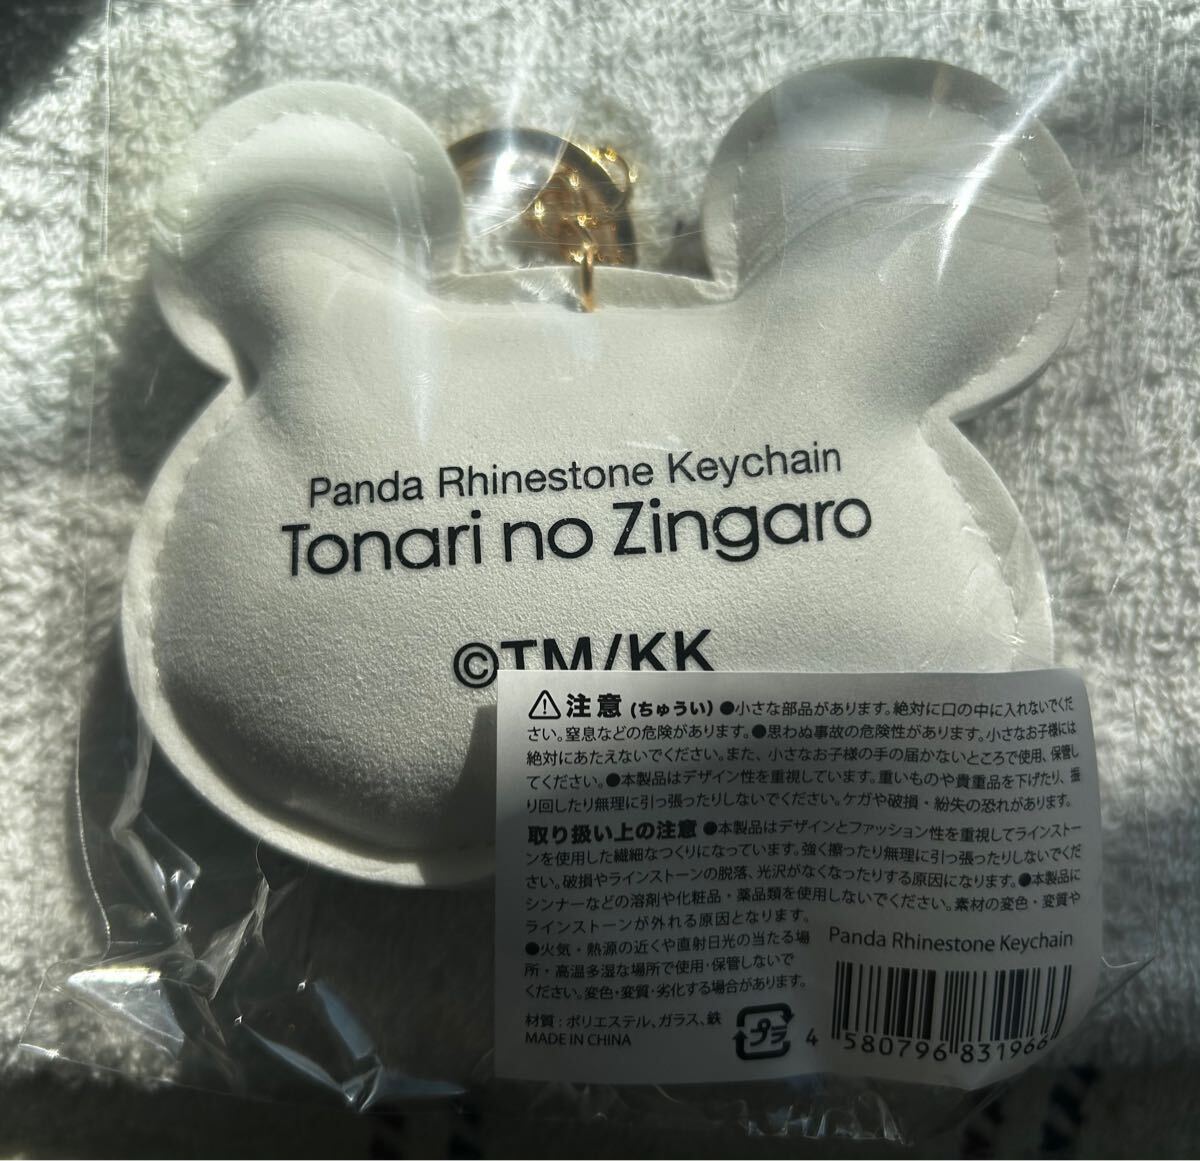 Panda Rhinestone Keychain
Tonari no Zingaro
©TM/KK
⚠注意(ちゅうい)●小さな部品があります。絶対に口の中に入れないでくだ
さい。窒息などの危険があります。●思わぬ事故の危険性があります。小さなお子様には
絶対にあたえないでください。また、小さなお子様の手の届かないところで使用、保管し
てください。●本製品はデザイン性を重視しています。重いものや貴重品を下げたり、振
り回したり無理に引っ張ったりしないでください。ケガや破損・紛失の恐れがあります。
取り扱い上の注意 ●本製品はデザインとファッション性を重視してラインストー
ンを使用した繊細なつくりになっています。強く擦ったり無理に引っ張ったりしないでくだ
さい。破損やラインストーンの脱落、光沢がなくなったりする原因になります。●本製品に
シンナーなどの溶剤や化粧品・薬品類を使用しないでください。素材の変色・変質や
ラインストーンが外れる原因となります。
●火気・熱源の近くや直射日光の当たる場
所・高温多湿な場所で使用・保管しないで
ください。変色・変質・劣化する場合があります。
材質:ポリエステル、ガラス、鉄
MADE IN CHINA
プラ
Panda Rhinestone Keychain
4 580796 831966